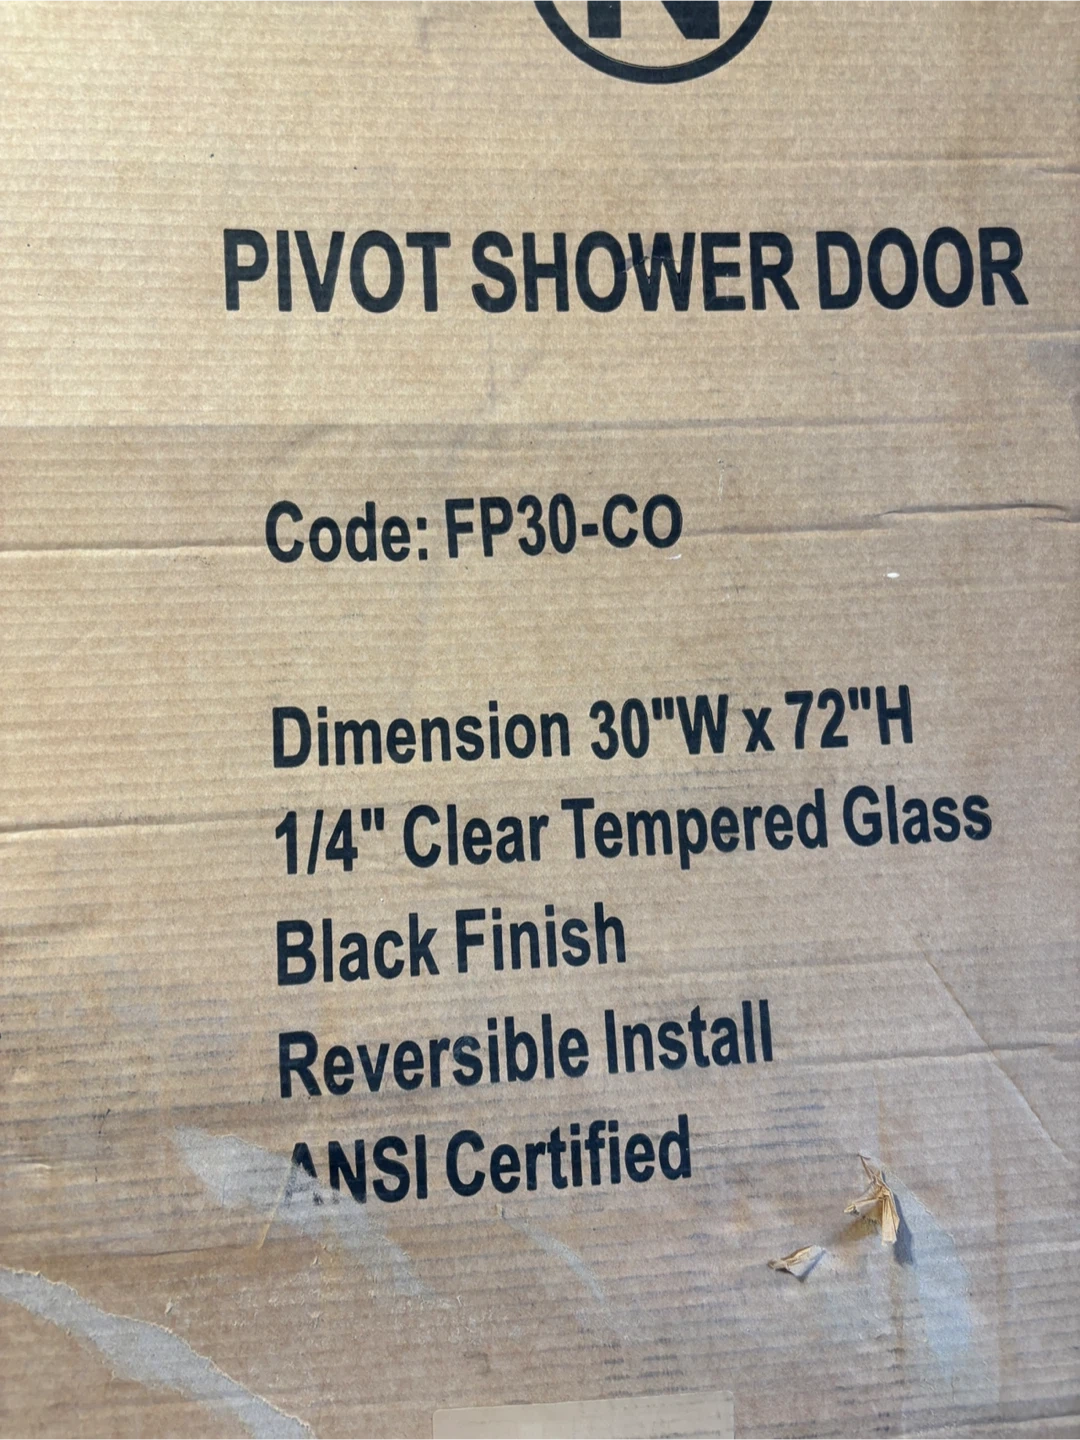 N
PIVOT SHOWER DOOR
Code: FP30-CO
Dimension 30"W x 72"H
1/4" Clear Tempered Glass
Black Finish
Reversible Install
ANSI Certified